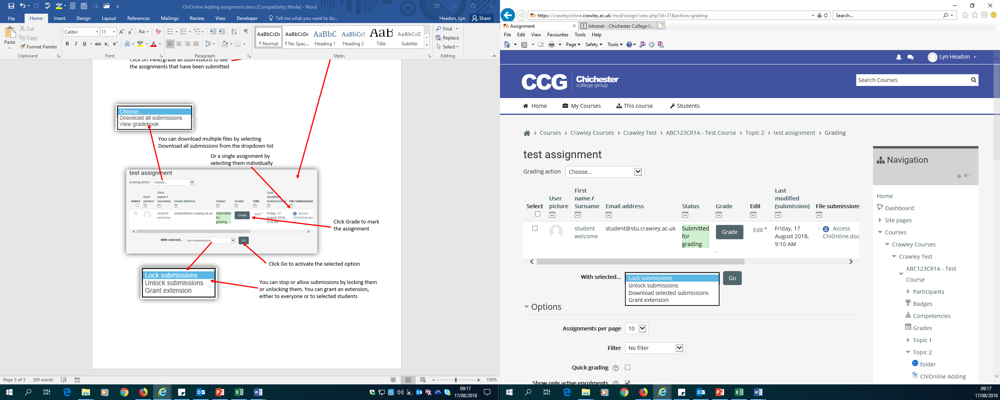 ChiOnline Adding assignment.docx [Compatibility Mode] - Word
File Home Insert Design Layout References Mailings Review View Developer Tell me what you want to do... Headon, Lyn Share
Paste
Cut
Copy
Format Painter
Clipboard
Calibri 11
Font
Paragraph
AaBbCcDc AaBbCcDc AaBbC AaBbCcI AaB AaBbCcD
¶ Normal ¶ No Spac... Heading 1 Heading 2 Title Subtitle
Styles
Find
Replace
Select
Editing
Click on View/grade all submissions to see
the assignments that have been submitted
Choose...
Download all submissions
View gradebook
You can download multiple files by selecting
Download all submissions from the dropdown list
Or a single assignment by
selecting them individually
test assignment
Grading action Choose...
Select User picture First name / Surname Email address Status Grade Edit Last modified (submission) File submissions
student welcome student@stu.crawley.ac.uk Submitted for grading Grade Edit Friday, 17 August 2018, 9:10 AM Access ChiOnline.doc
-
With selected... Lock submissions Go
Click Grade to mark
the assignment
Click Go to activate the selected option
Lock submissions
Unlock submissions
Grant extension
You can stop or allow submissions by locking them
or unlocking them. You can grant an extension,
either to everyone or to selected students
Page 3 of 3 389 words 100%
09:17
17/08/2018
https://crawleyonline.crawley.ac.uk/mod/assign/view.php?id=31&action=grading Search...
Assignment Intranet - Chichester College I...
File Edit View Favourites Tools Help
Page Safety Tools
Lyn Headon
CCG Chichester
college group
Search Courses
Home My Courses This course Students
Courses Crawley Courses Crawley Test ABC123CR1A - Test Course Topic 2 test assignment Grading
test assignment
Grading action Choose...
Select User picture First name / Surname Email address Status Grade Edit Last modified (submission) File submissions
student welcome student@stu.crawley.ac.uk Submitted for grading Grade Edit Friday, 17 August 2018, 9:10 AM Access ChiOnline.doc
-
With selected... Lock submissions Go
Unlock submissions
Download selected submissions
Grant extension
Options
Assignments per page 10
Filter No filter
Quick grading
Show only active enrolments
Navigation
Home
Dashboard
Site pages
Courses
Crawley Courses
Crawley Test
ABC123CR1A - Test
Course
Participants
Badges
Competencies
Grades
Topic 1
Topic 2
folder
ChiOnline Adding
09:17
17/08/2018